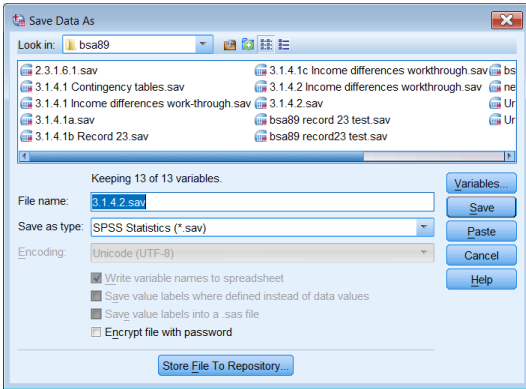 Save Data As
Look in: bsa89
2.3.1.6.1.sav
3.1.4.1 Contingency tables.sav
3.1.4.1 Income differences work-through.sav
3.1.4.1a.sav
3.1.4.1b Record 23.sav
3.1.4.1c Income differences workthrough.sav
3.1.4.2 Income differences workthrough.sav
3.1.4.2.sav
bsa89 record 23 test.sav
bsa89 record23 test.sav
bs
ne
Ur
Ur
Keeping 13 of 13 variables.
Variables...
File name: 3.1.4.2.sav
Save
Save as type: SPSS Statistics (*.sav)
Paste
Encoding: Unicode (UTF-8)
Cancel
Write variable names to spreadsheet
Help
Save value labels where defined instead of data values
Save value labels into a .sas file
Encrypt file with password
Store File To Repository...